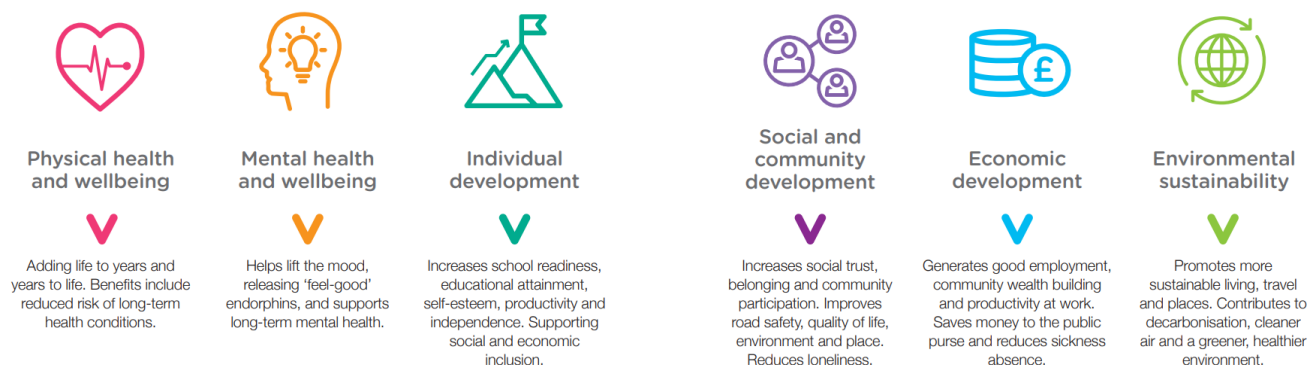 Physical health
and wellbeing
Adding life to years and
years to life. Benefits include
reduced risk of long-term
health conditions.
Mental health
and wellbeing
Helps lift the mood,
releasing ‘feel-good’
endorphins, and supports
long-term mental health.
Individual
development
Increases school readiness,
educational attainment,
self-esteem, productivity and
independence. Supporting
social and economic
inclusion.
Social and
community
development
Increases social trust,
belonging and community
participation. Improves
road safety, quality of life,
environment and place.
Reduces loneliness.
£
Economic
development
Generates good employment,
community wealth building
and productivity at work.
Saves money to the public
purse and reduces sickness
absence.
Environmental
sustainability
Promotes more
sustainable living, travel
and places. Contributes to
decarbonisation, cleaner
air and a greener, healthier
environment.